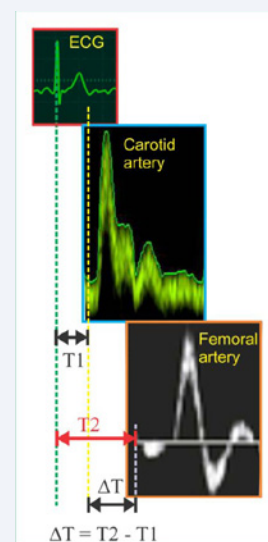 ECG
Carotid
artery
Femoral
artery
T1
T2
ΔT
ΔT = T2 - T1